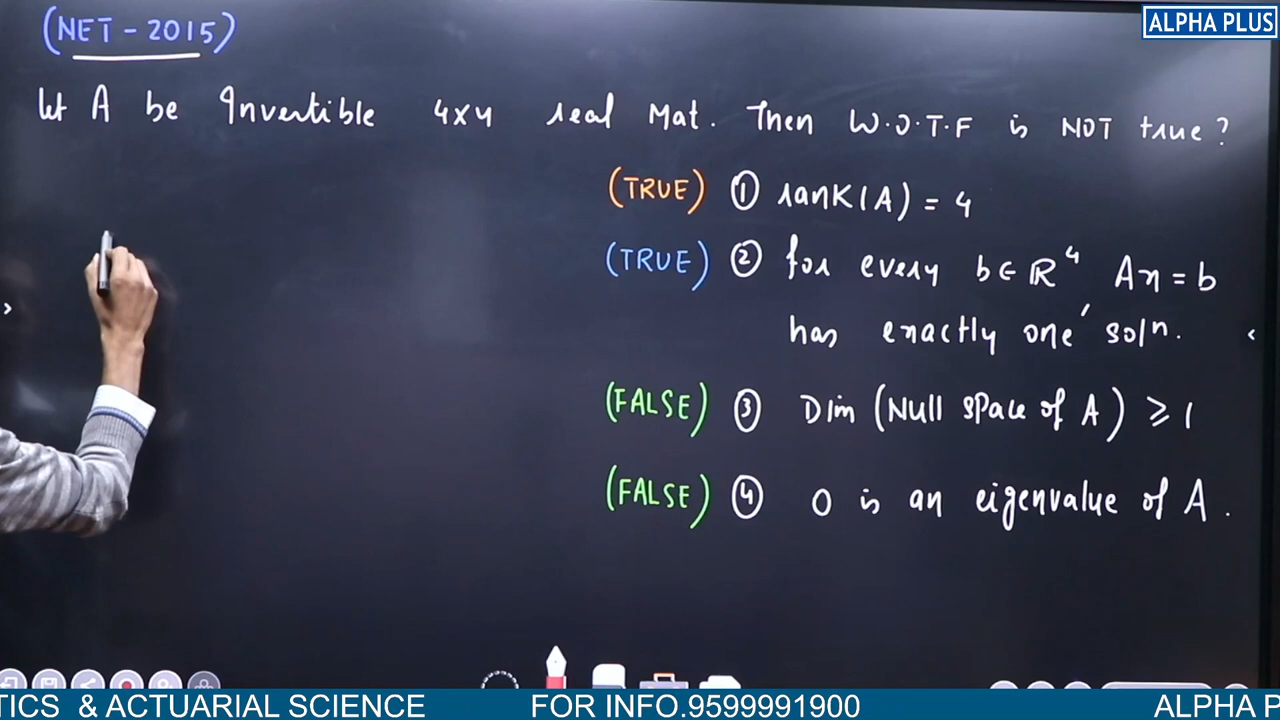 (NET - 2015)
ALPHA PLUS
let A be Invertible 4x4 real Mat. Then W.O.T.F is NOT true?
(TRUE) ① rank(A) = 4
(TRUE) ② for every b ∈ ℝ⁴ Ax = b
has exactly one solⁿ.
(FALSE) ③ Dim (Null space of A) ≥ 1
(FALSE) ④ 0 is an eigenvalue of A.
TICS & ACTUARIAL SCIENCE FOR INFO.9599991900 ALPHA P